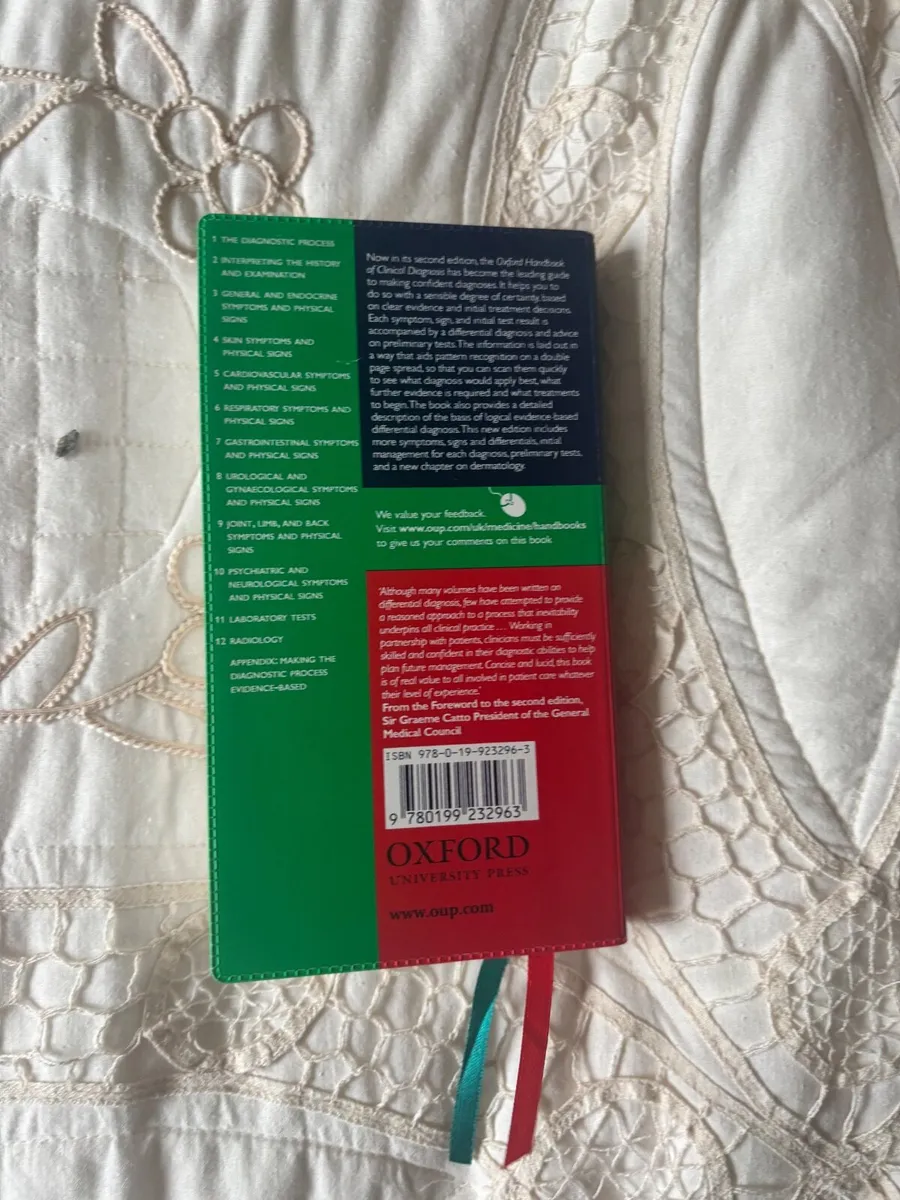 1 THE DIAGNOSTIC PROCESS
2 INTERPRETING THE HISTORY
AND EXAMINATION
3 GENERAL AND ENDOCRINE
SYMPTOMS AND PHYSICAL
SIGNS
4 SKIN SYMPTOMS AND
PHYSICAL SIGNS
5 CARDIOVASCULAR SYMPTOMS
AND PHYSICAL SIGNS
6 RESPIRATORY SYMPTOMS AND
PHYSICAL SIGNS
7 GASTROINTESTINAL SYMPTOMS
AND PHYSICAL SIGNS
8 UROLOGICAL AND
GYNAECOLOGICAL SYMPTOMS
AND PHYSICAL SIGNS
9 JOINT, LIMB, AND BACK
SYMPTOMS AND PHYSICAL
SIGNS
10 PSYCHIATRIC AND
NEUROLOGICAL SYMPTOMS
AND PHYSICAL SIGNS
11 LABORATORY TESTS
12 RADIOLOGY
APPENDIX: MAKING THE
DIAGNOSTIC PROCESS
EVIDENCE-BASED
Now in its second edition, the Oxford Handbook
of Clinical Diagnosis has become the leading guide
to making confident diagnoses. It helps you to
do so with a sensible degree of certainty, based
on clear evidence and initial treatment decisions.
Each symptom, sign, and initial test result is
accompanied by a differential diagnosis and advice
on preliminary tests. The information is laid out in
a way that aids pattern recognition on a double
page spread, so that you can scan them quickly
to see what diagnosis would apply best, what
further evidence is required and what treatments
to begin. The book also provides a detailed
description of the basis of logical evidence-based
differential diagnosis. This new edition includes
more symptoms, signs and differentials, initial
management for each diagnosis, preliminary tests,
and a new chapter on dermatology.
We value your feedback.
Visit www.oup.com/uk/medicine/handbooks
to give us your comments on this book
'Although many volumes have been written on
differential diagnosis, few have attempted to provide
a reasoned approach to a process that inevitability
underpins all clinical practice ... Working in
partnership with patients, clinicians must be sufficiently
skilled and confident in their diagnostic abilities to help
plan future management. Concise and lucid, this book
is of real value to all involved in patient care whatever
their level of experience.'
From the Foreword to the second edition,
Sir Graeme Catto President of the General
Medical Council
ISBN 978-0-19-923296-3
9 780199 232963
OXFORD
UNIVERSITY PRESS
www.oup.com